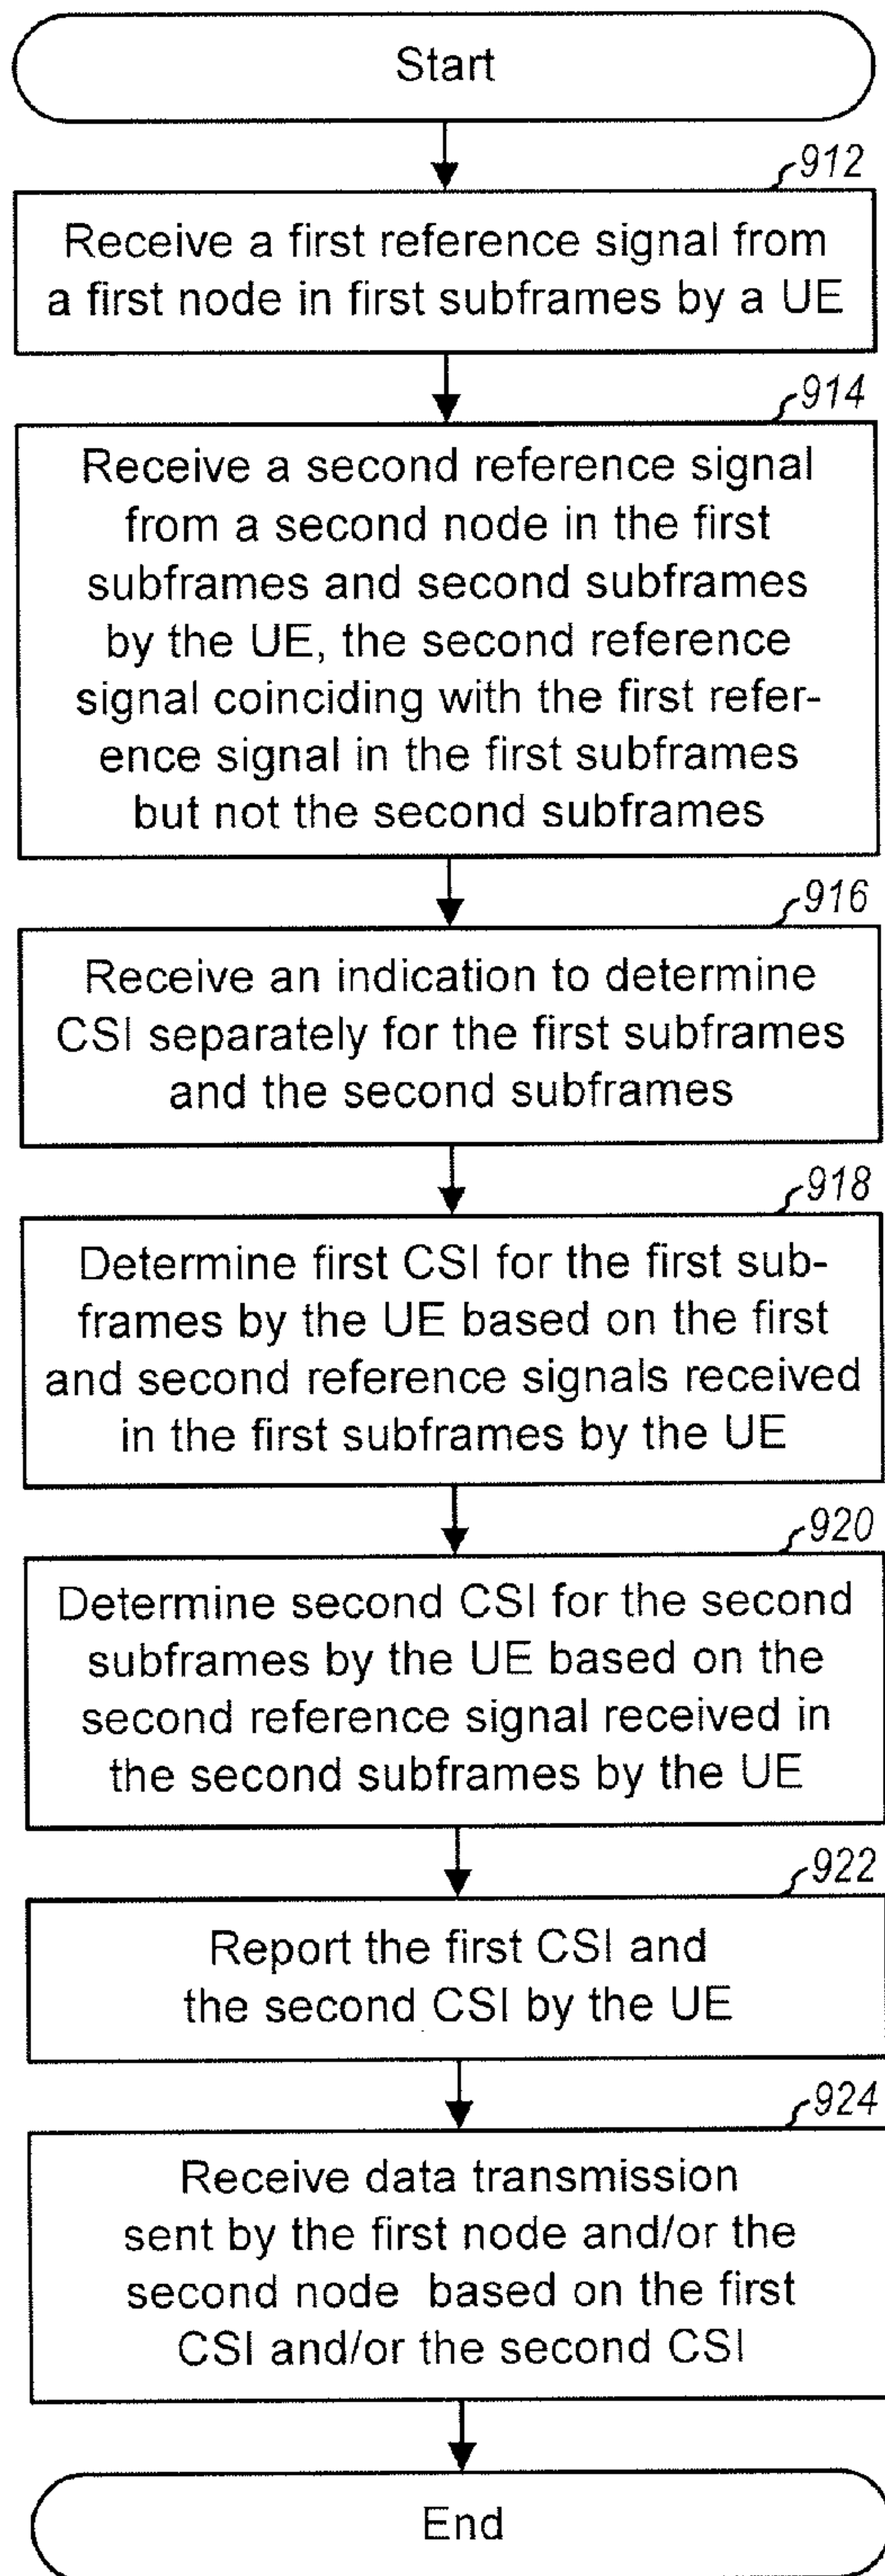 Start
912
Receive a first reference signal from
a first node in first subframes by a UE
914
Receive a second reference signal
from a second node in the first
subframes and second subframes
by the UE, the second reference
signal coinciding with the first refer-
ence signal in the first subframes
but not the second subframes
916
Receive an indication to determine
CSI separately for the first subframes
and the second subframes
918
Determine first CSI for the first sub-
frames by the UE based on the first
and second reference signals received
in the first subframes by the UE
920
Determine second CSI for the second
subframes by the UE based on the
second reference signal received in
the second subframes by the UE
922
Report the first CSI and
the second CSI by the UE
924
Receive data transmission
sent by the first node and/or the
second node based on the first
CSI and/or the second CSI
End